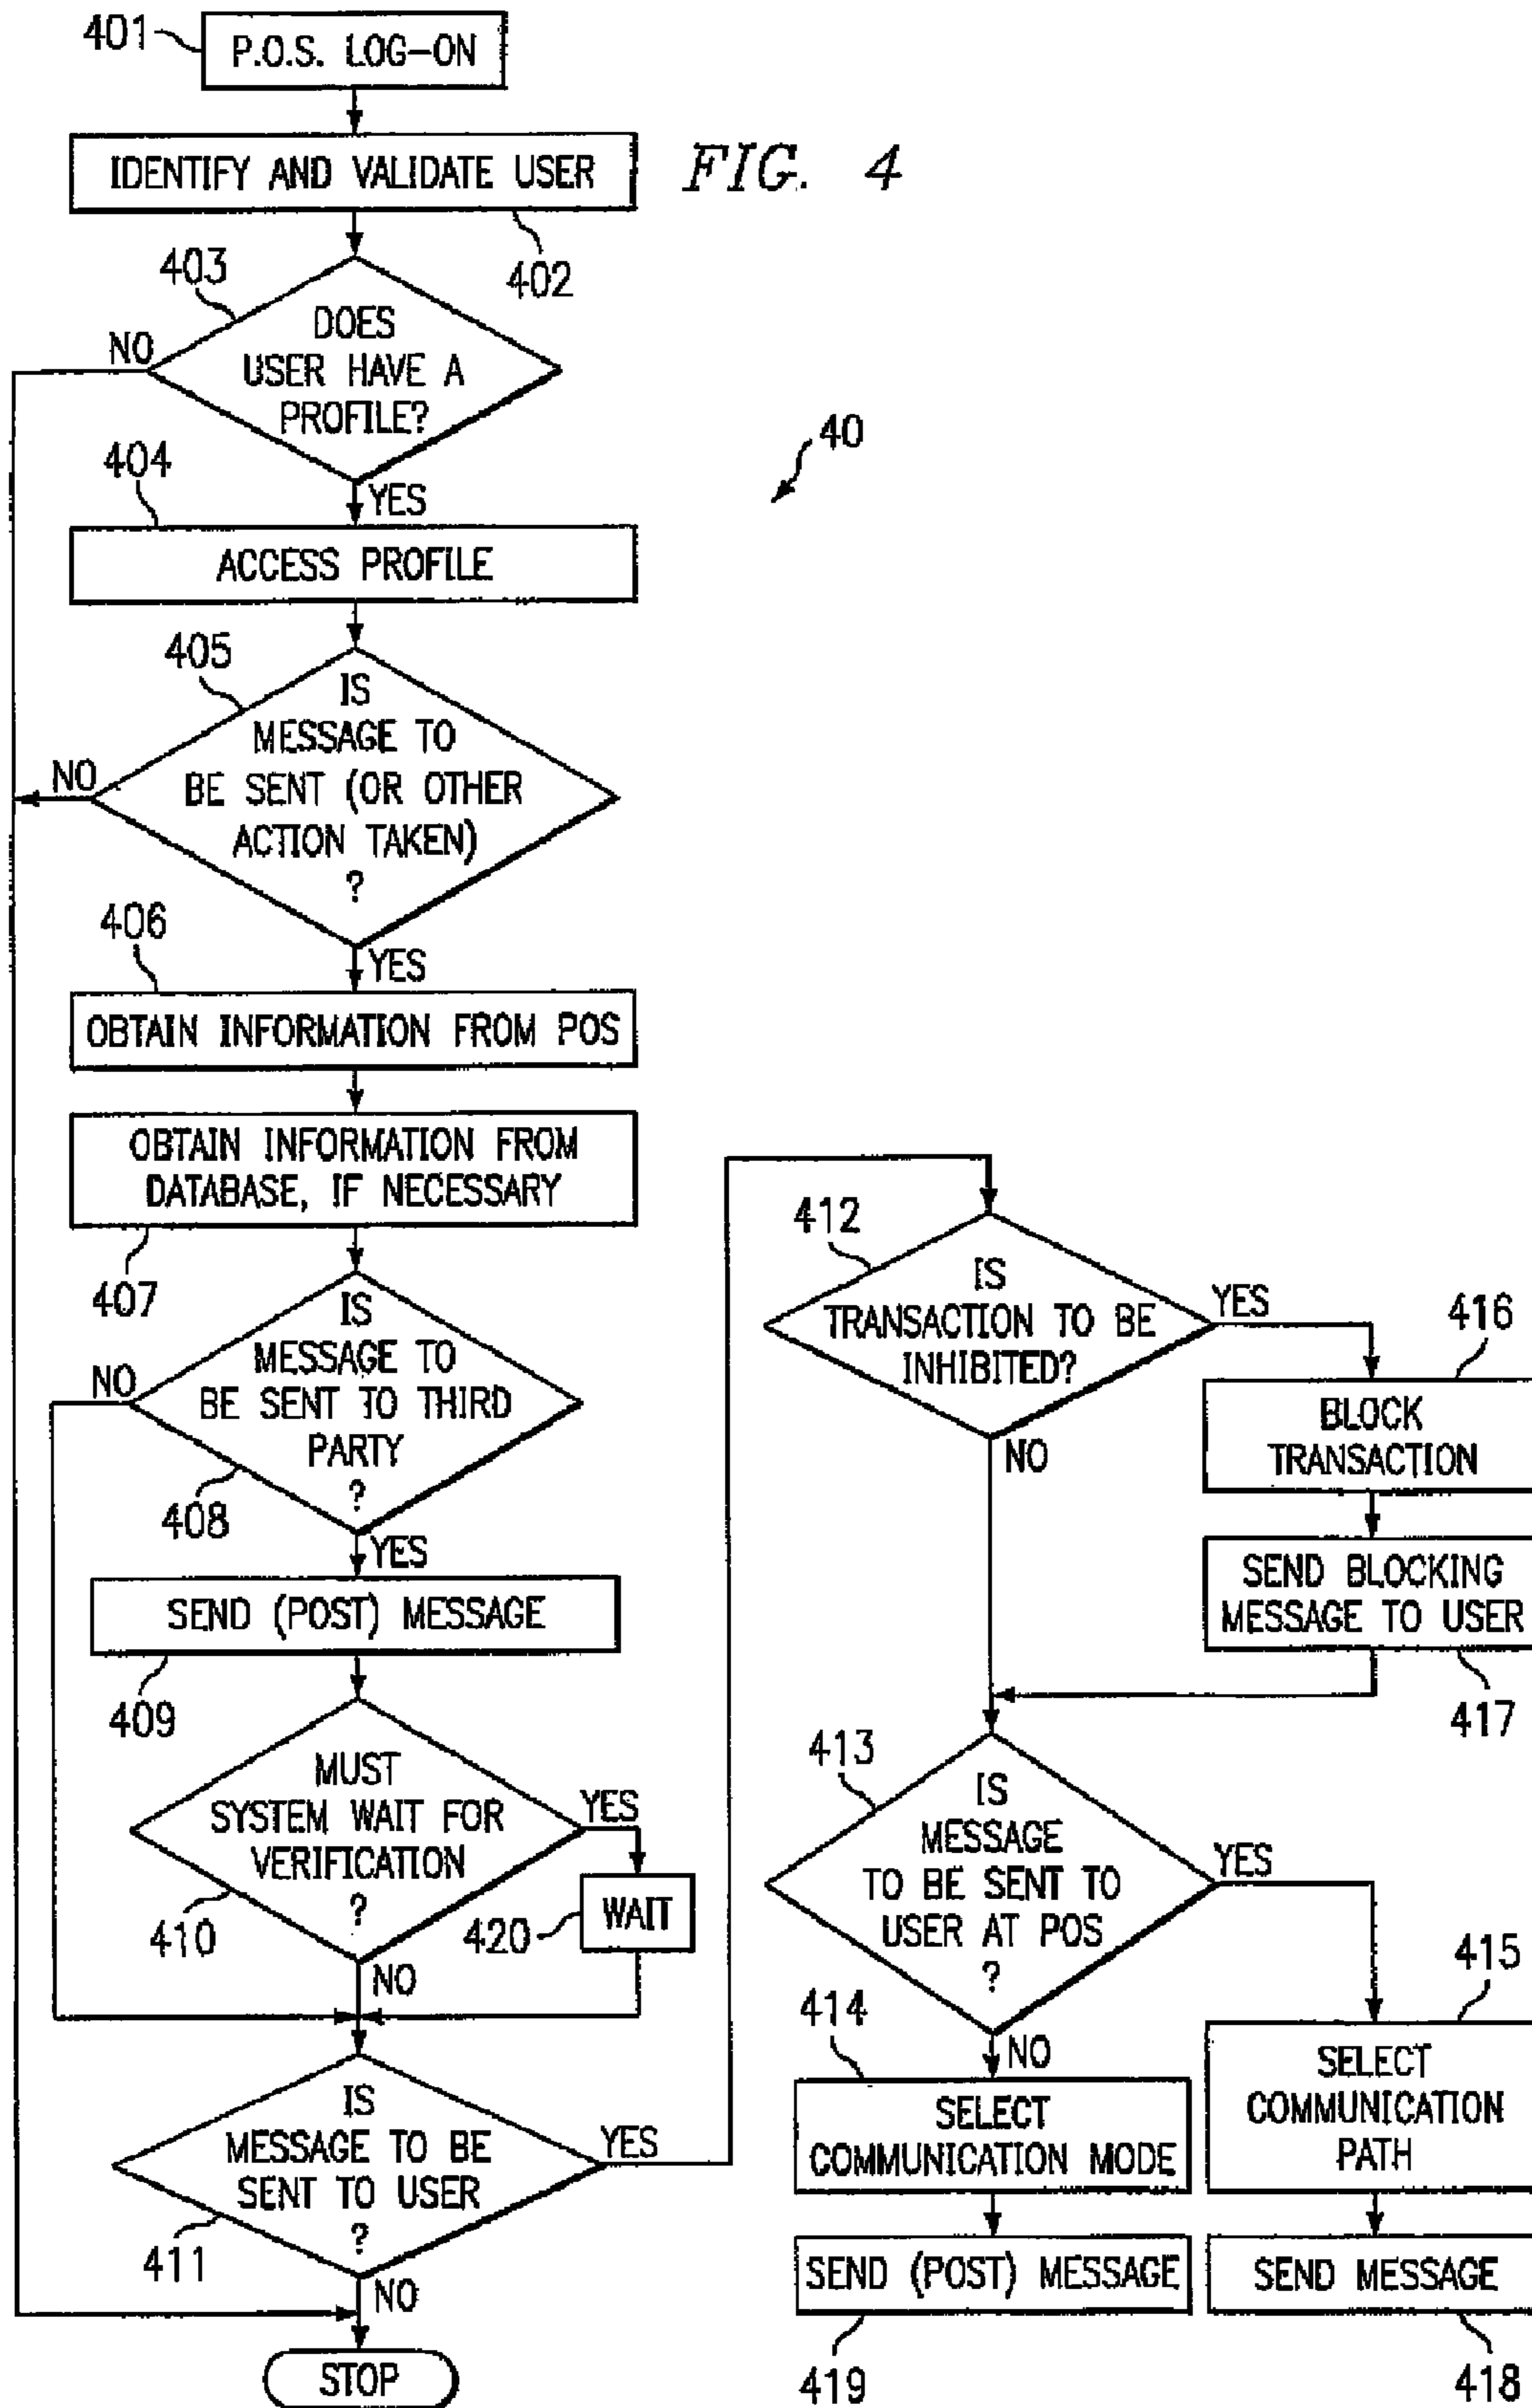 401
P.O.S. LOG-ON
IDENTIFY AND VALIDATE USER
402
FIG. 4
40
403
DOES
USER HAVE A
PROFILE?
NO
YES
404
ACCESS PROFILE
405
IS
MESSAGE TO
BE SENT (OR OTHER
ACTION TAKEN)
?
NO
YES
406
OBTAIN INFORMATION FROM POS
OBTAIN INFORMATION FROM
DATABASE, IF NECESSARY
407
IS
MESSAGE TO
BE SENT TO THIRD
PARTY
?
NO
408
YES
SEND (POST) MESSAGE
409
MUST
SYSTEM WAIT FOR
VERIFICATION
?
YES
410
420
WAIT
NO
IS
MESSAGE TO BE
SENT TO USER
?
YES
411
NO
STOP
412
IS
TRANSACTION TO BE
INHIBITED?
YES
NO
416
BLOCK
TRANSACTION
SEND BLOCKING
MESSAGE TO USER
417
413
IS
MESSAGE
TO BE SENT TO
USER AT POS
?
YES
NO
414
SELECT
COMMUNICATION MODE
SEND (POST) MESSAGE
419
415
SELECT
COMMUNICATION
PATH
SEND MESSAGE
418